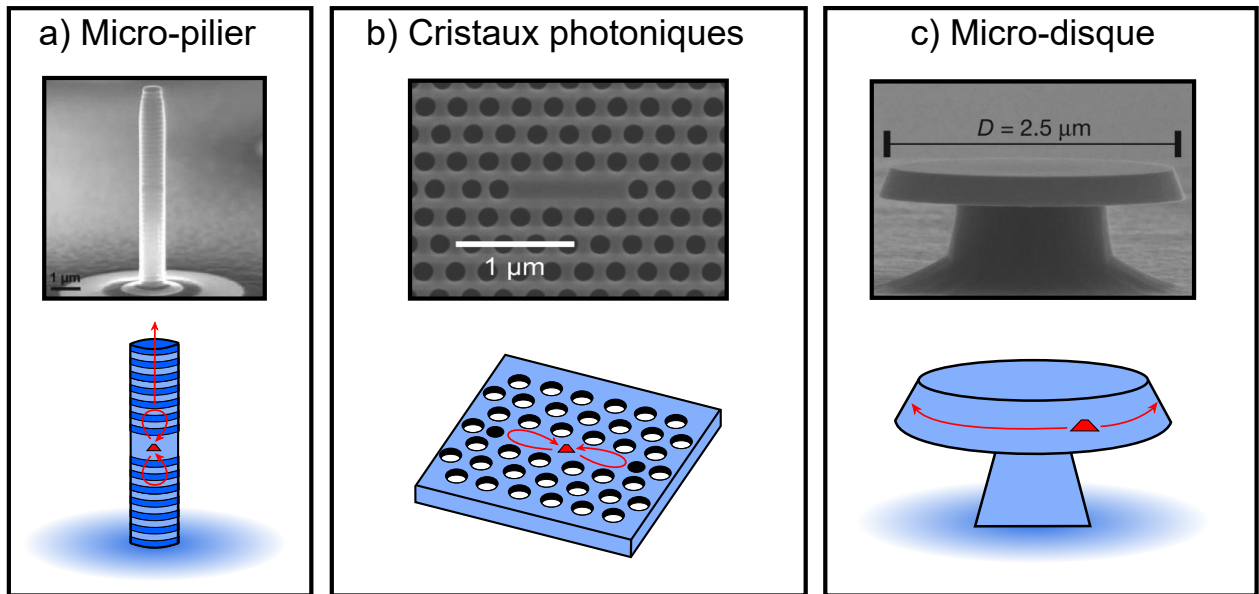 a) Micro-pilier
b) Cristaux photoniques
c) Micro-disque
1 µm
1 µm
D = 2.5 µm